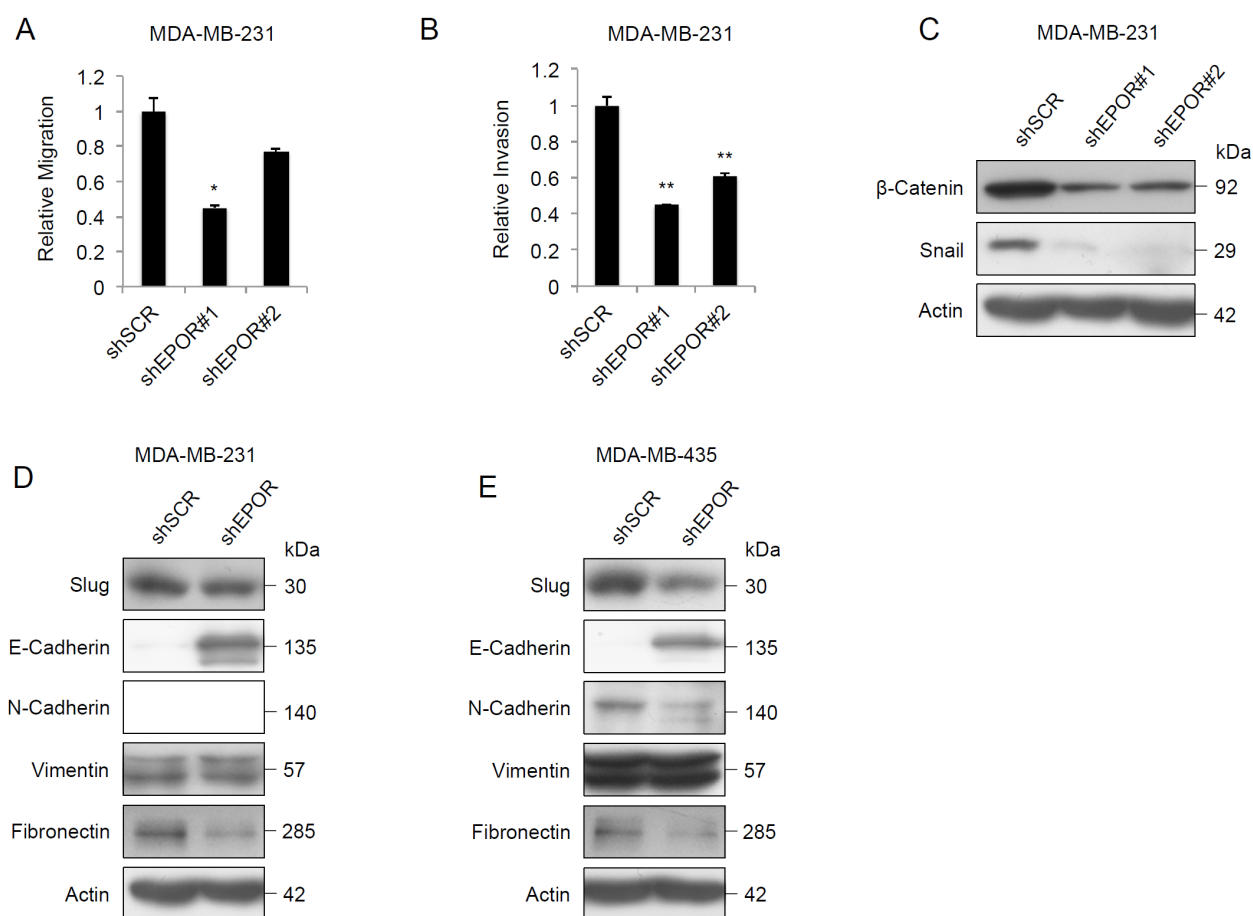 A
MDA-MB-231
Relative Migration
1.2
1
0.8
0.6
0.4
0.2
0
*
shSCR
shEPOR#1
shEPOR#2
B
MDA-MB-231
Relative Invasion
1.2
1
0.8
0.6
0.4
0.2
0
**
**
shSCR
shEPOR#1
shEPOR#2
C
MDA-MB-231
shSCR
shEPOR#1
shEPOR#2
kDa
β-Catenin
92
Snail
29
Actin
42
D
MDA-MB-231
shSCR
shEPOR
kDa
Slug
30
E-Cadherin
135
N-Cadherin
140
Vimentin
57
Fibronectin
285
Actin
42
E
MDA-MB-435
shSCR
shEPOR
kDa
Slug
30
E-Cadherin
135
N-Cadherin
140
Vimentin
57
Fibronectin
285
Actin
42